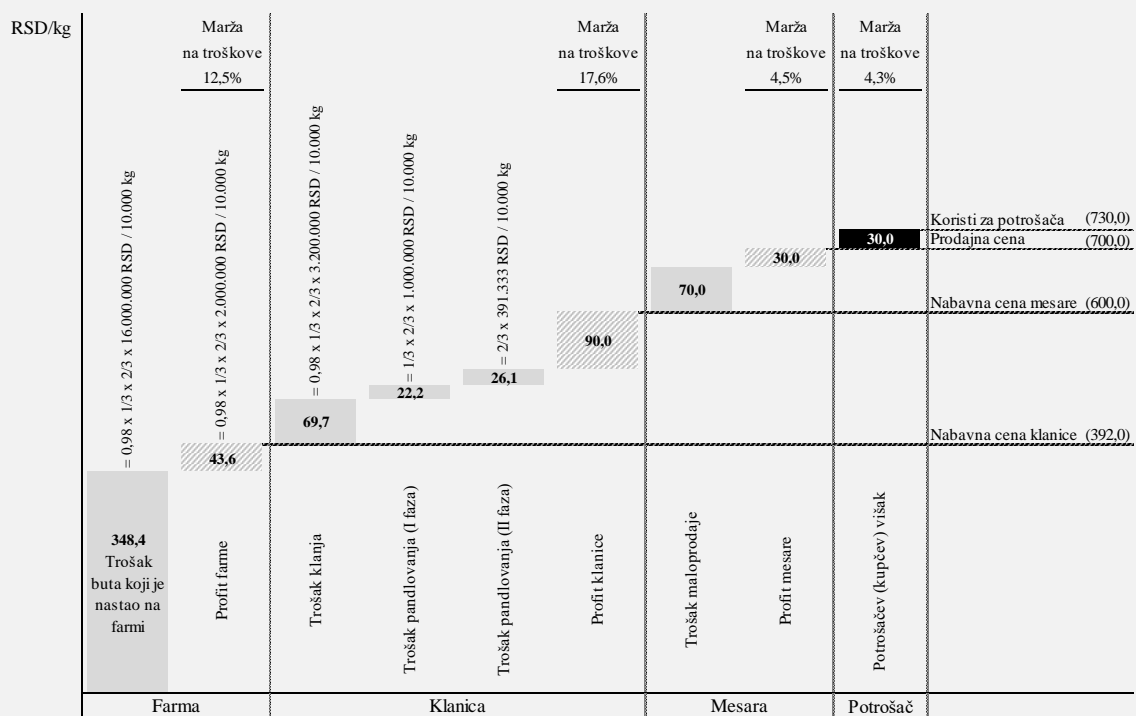 RSD/kg
Marža
na troškove
12,5%
Marža
na troškove
17,6%
Marža
na troškove
4,5%
Marža
na troškove
4,3%
= 0,98 x 1/3 x 2/3 x 16.000.000 RSD / 10.000 kg
= 0,98 x 1/3 x 2/3 x 2.000.000 RSD / 10.000 kg
= 0,98 x 1/3 x 2/3 x 3.200.000 RSD / 10.000 kg
= 1/3 x 2/3 x 1.000.000 RSD / 10.000 kg
= 2/3 x 391.333 RSD / 10.000 kg
Koristi za potrošača (730,0)
30,0
Prodajna cena (700,0)
30,0
70,0
Nabavna cena mesare (600,0)
90,0
26,1
22,2
69,7
Nabavna cena klanice (392,0)
43,6
348,4
Trošak
buta koji je
nastao na
farmi
Profit farme
Trošak klanja
Trošak pandlovanja (I faza)
Trošak pandlovanja (II faza)
Profit klanice
Trošak maloprodaje
Profit mesare
Potrošačev (kupčev) višak
Farma
Klanica
Mesara
Potrošač